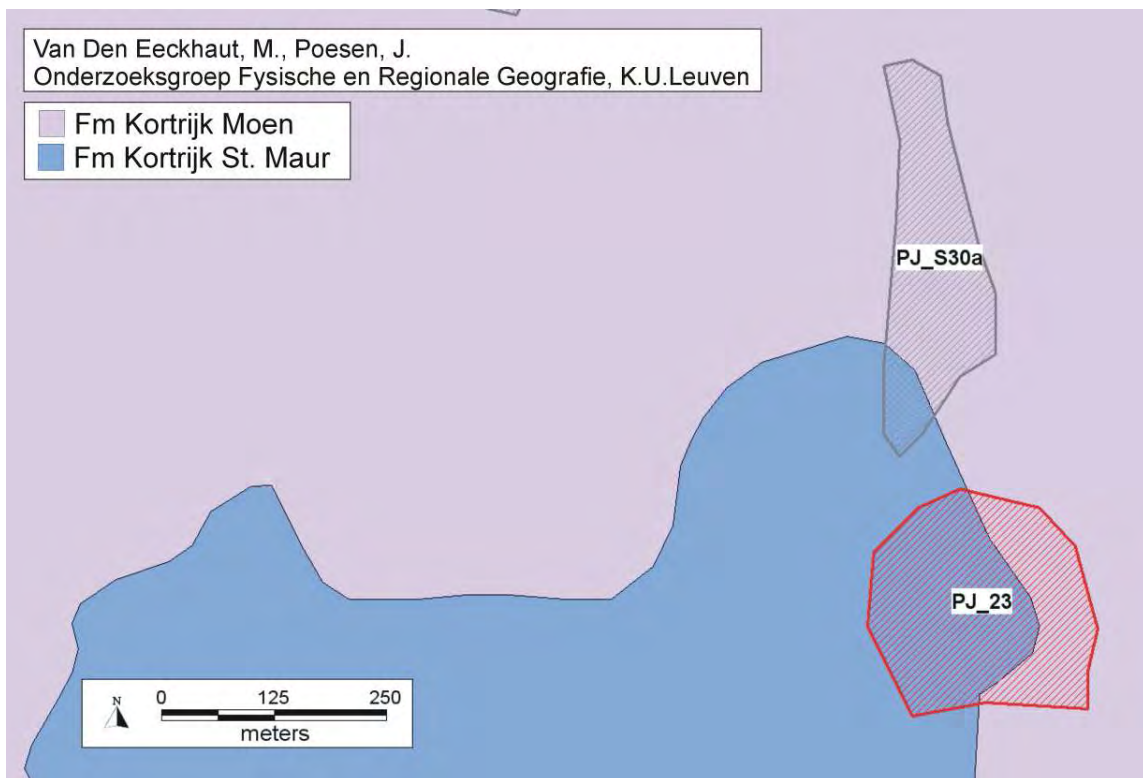 Van Den Eeckhaut, M., Poesen, J.
Onderzoeksgroep Fysische en Regionale Geografie, K.U.Leuven
Fm Kortrijk Moen
Fm Kortrijk St. Maur
PJ_S30a
PJ_23
N
0 125 250
meters